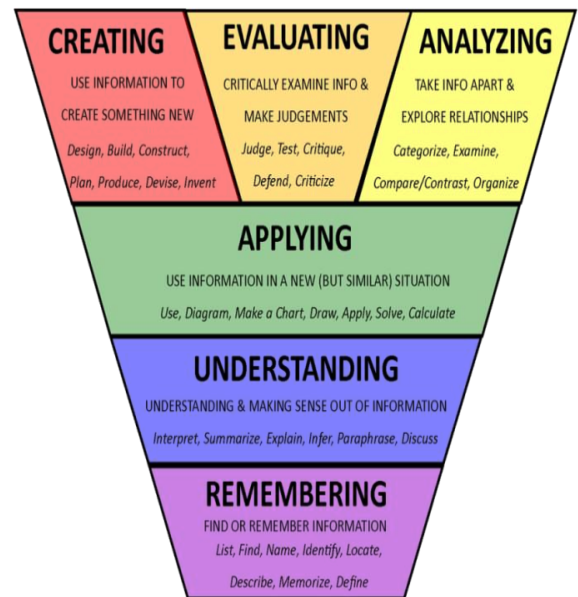 CREATING
USE INFORMATION TO
CREATE SOMETHING NEW
Design, Build, Construct,
Plan, Produce, Devise, Invent
EVALUATING
CRITICALLY EXAMINE INFO &
MAKE JUDGEMENTS
Judge, Test, Critique,
Defend, Criticize
ANALYZING
TAKE INFO APART &
EXPLORE RELATIONSHIPS
Categorize, Examine,
Compare/Contrast, Organize
APPLYING
USE INFORMATION IN A NEW (BUT SIMILAR) SITUATION
Use, Diagram, Make a Chart, Draw, Apply, Solve, Calculate
UNDERSTANDING
UNDERSTANDING & MAKING SENSE OUT OF INFORMATION
Interpret, Summarize, Explain, Infer, Paraphrase, Discuss
REMEMBERING
FIND OR REMEMBER INFORMATION
List, Find, Name, Identify, Locate,
Describe, Memorize, Define